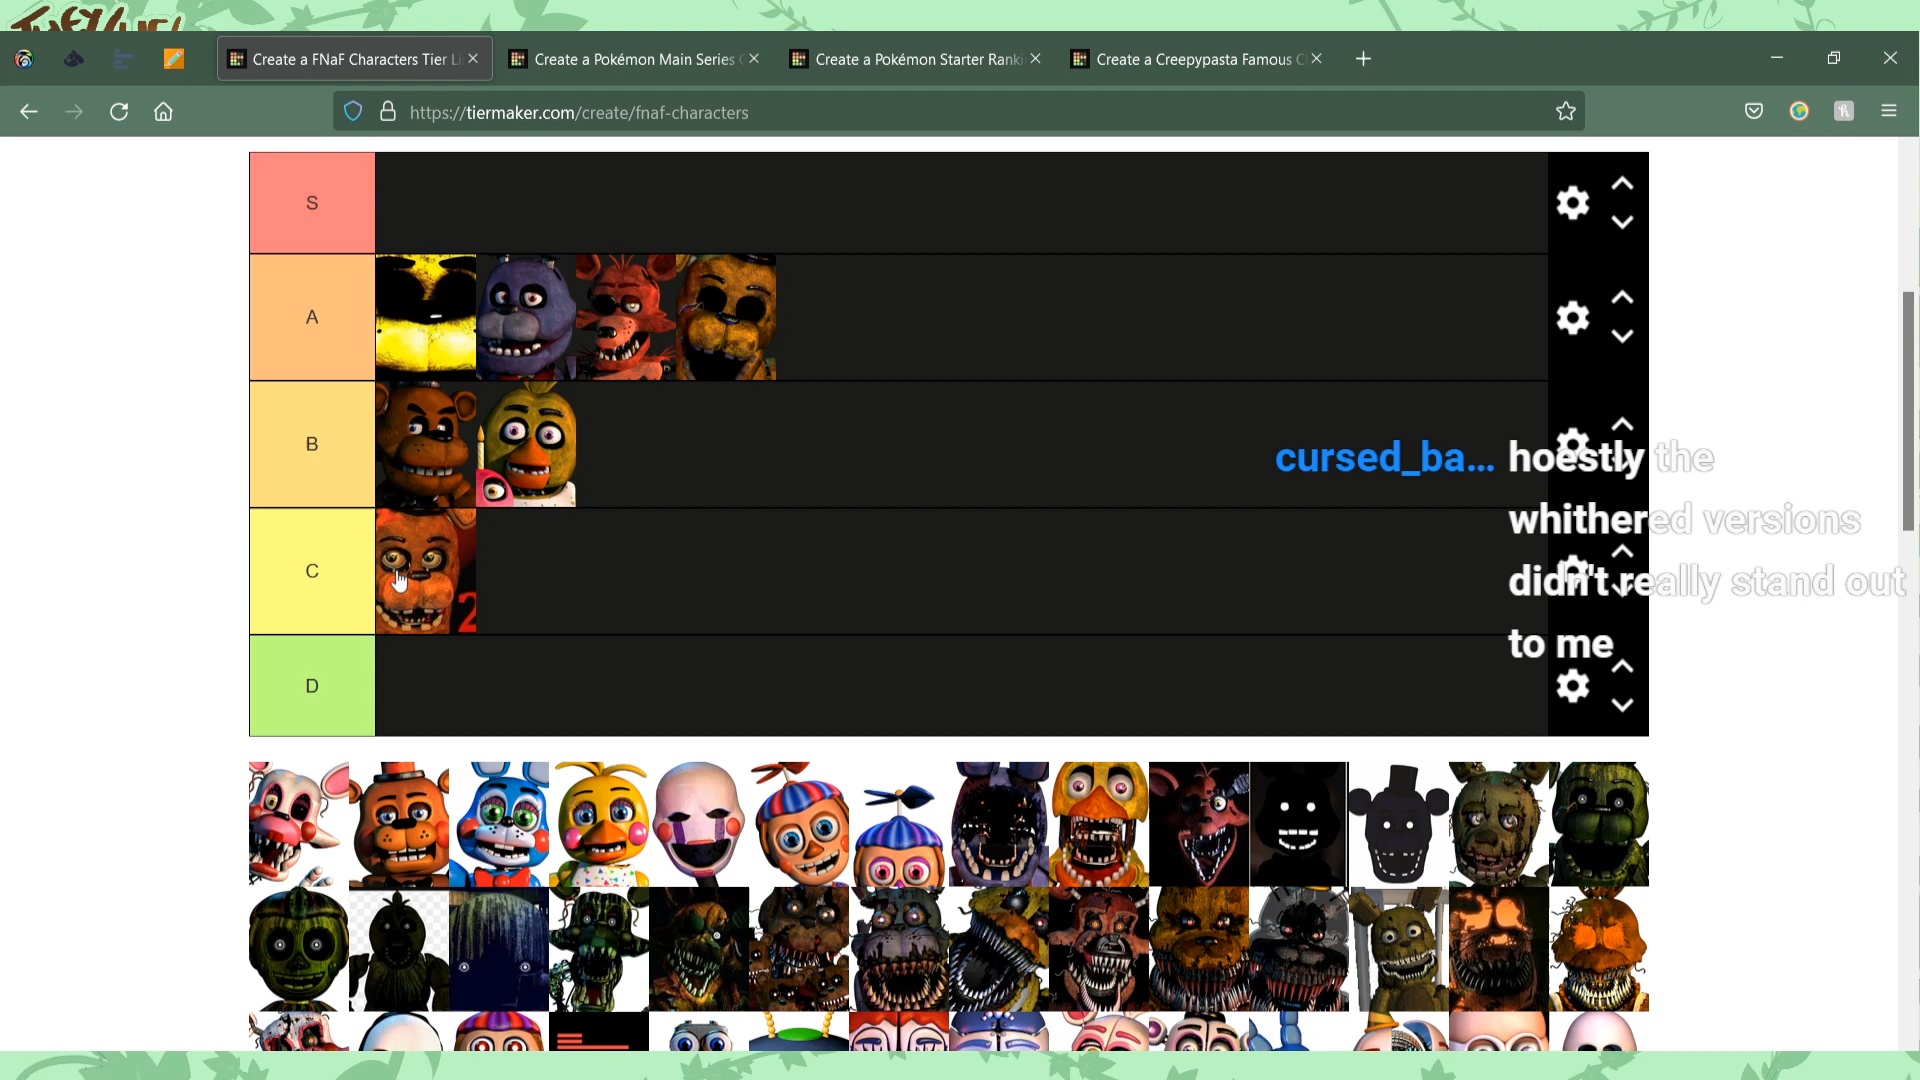 Create a FNaF Characters Tier Li
Create a Pokémon Main Series
Create a Pokémon Starter Ranki
Create a Creepypasta Famous C
https://tiermaker.com/create/fnaf-characters
S
A
B
cursed_ba... hoestly the
whithered versions
C
didn't really stand out
2
to me
D